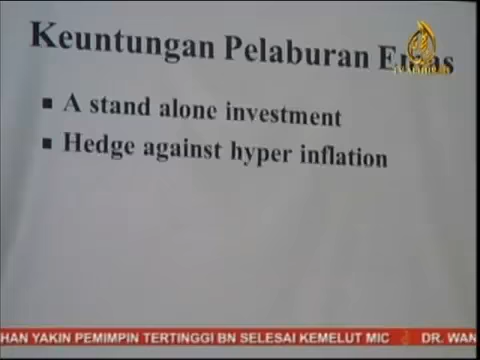 Keuntungan Pelaburan Emas
A stand alone investment
Hedge against hyper inflation
HAN YAKIN PEMIMPIN TERTINGGI BN SELESAI KEMELUT MIC DR. WAN